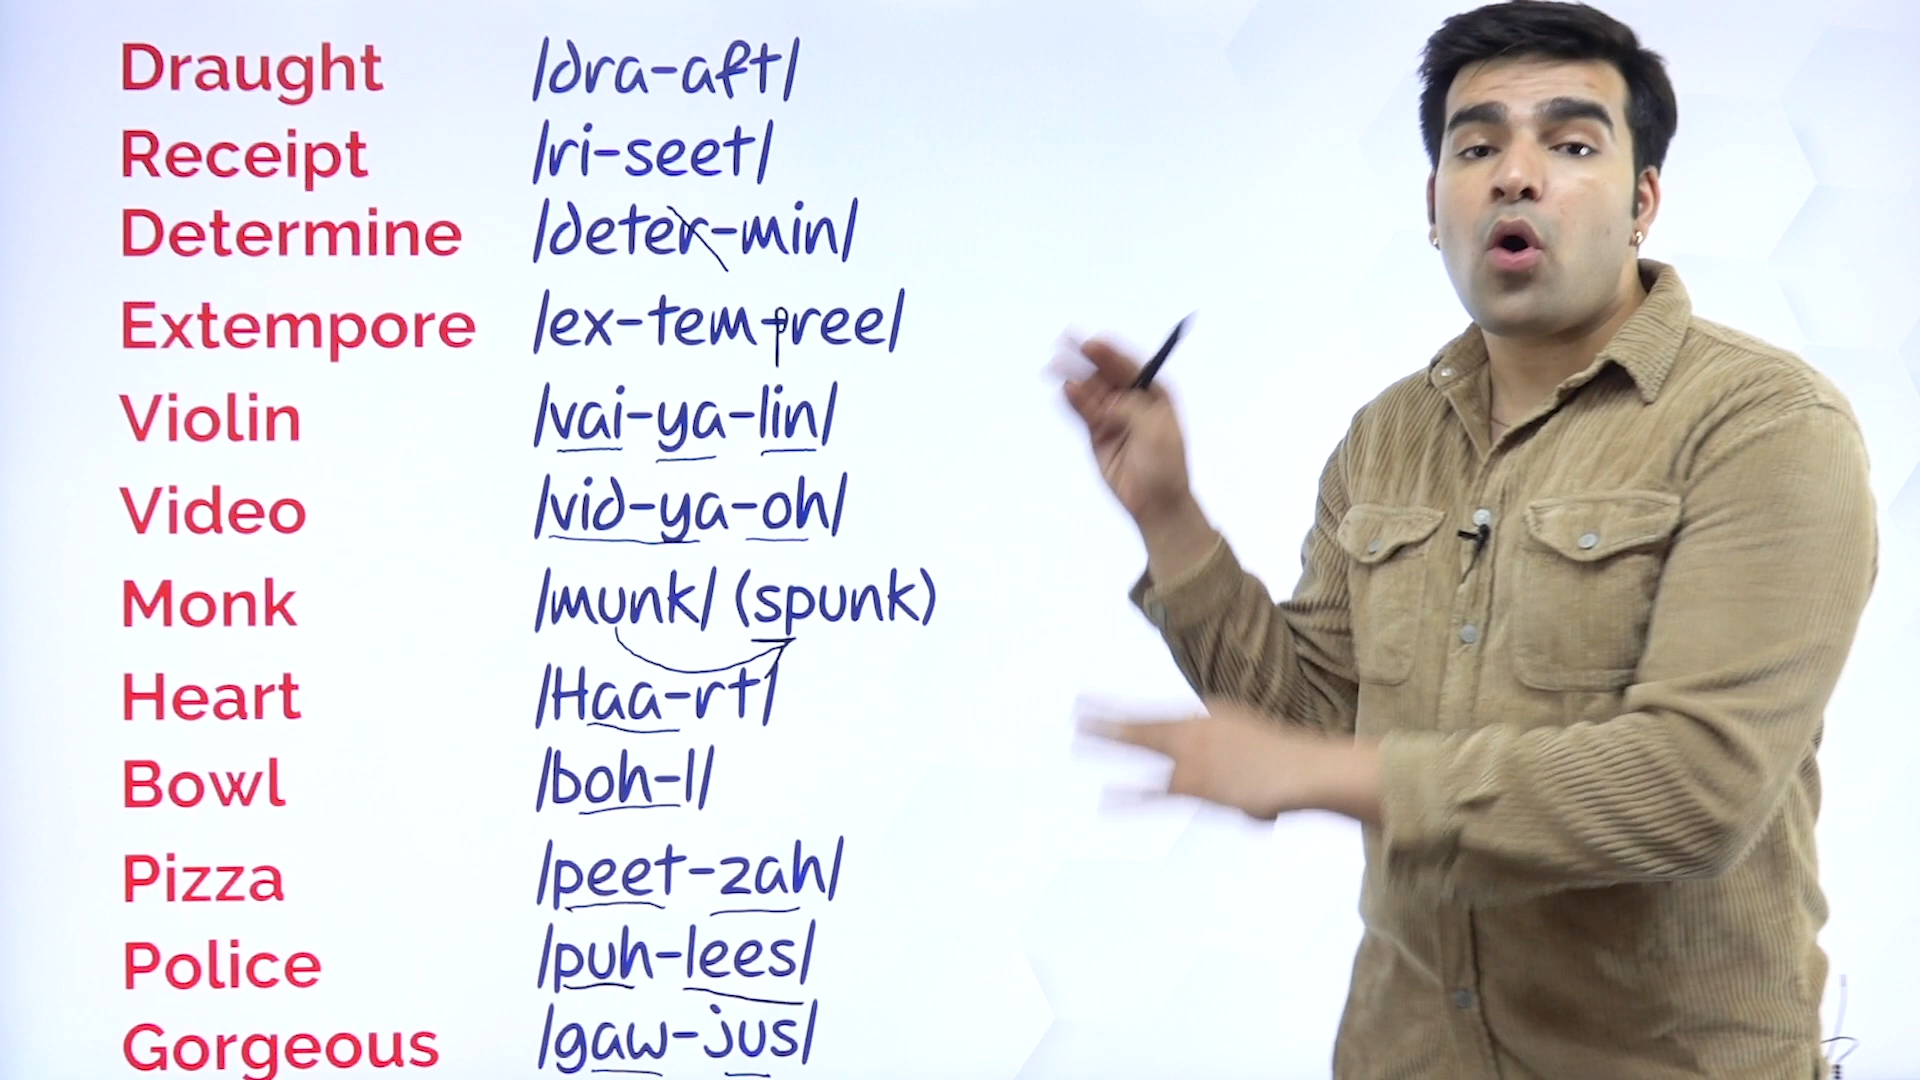 Draught /dra-aft/
Receipt /ri-seet/
Determine /deter-min/
Extempore /ex-tem-pree/
Violin /vai-ya-lin/
Video /vid-ya-oh/
Monk /munk/ (spunk)
Heart /Haa-rt/
Bowl /boh-l/
Pizza /peet-zah/
Police /puh-lees/
Gorgeous /gaw-jus/